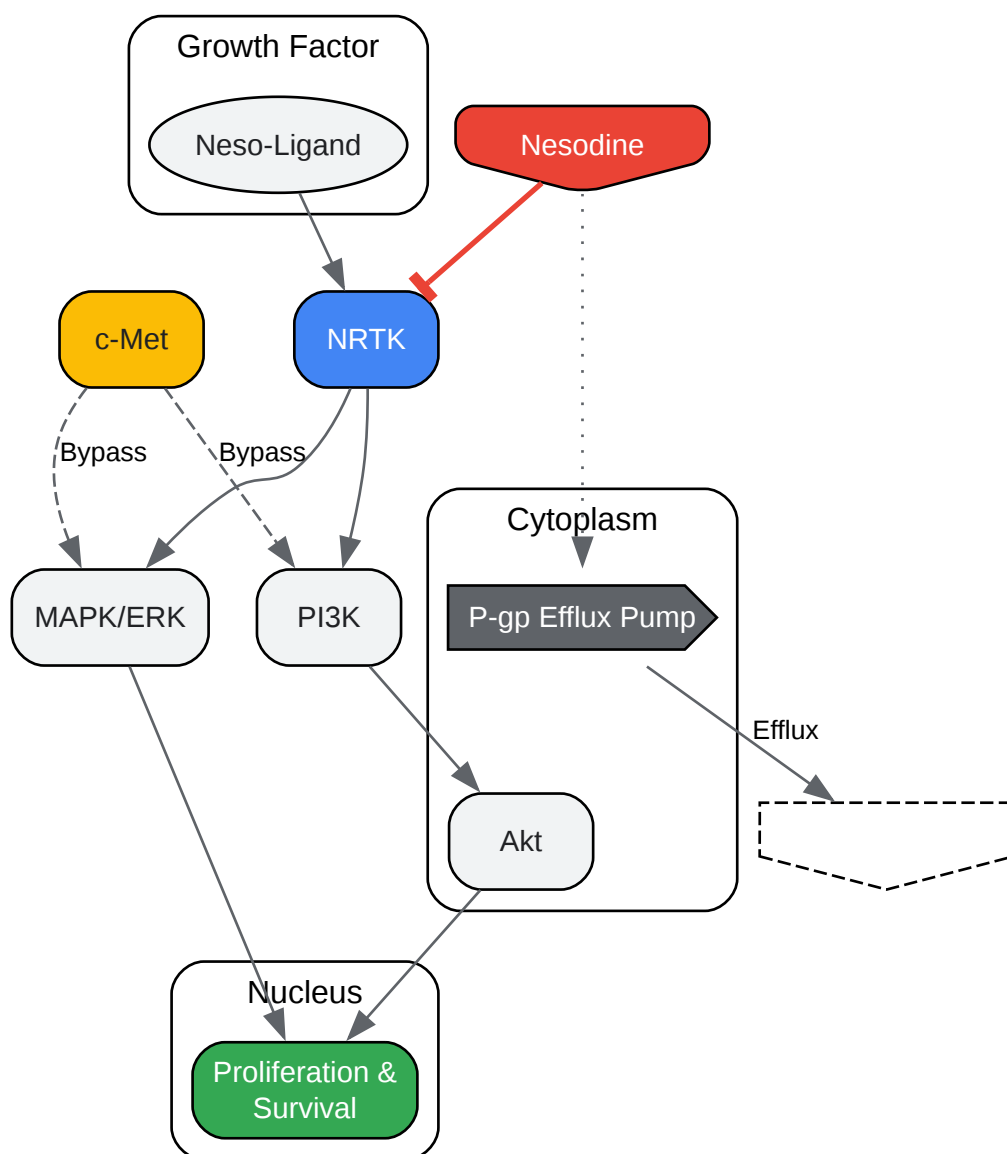 Growth Factor
Neso-Ligand
Nesodine
c-Met
NRTK
Bypass
Bypass
Cytoplasm
MAPK/ERK
PI3K
P-gp Efflux Pump
Efflux
Akt
Nucleus
Proliferation &
Survival